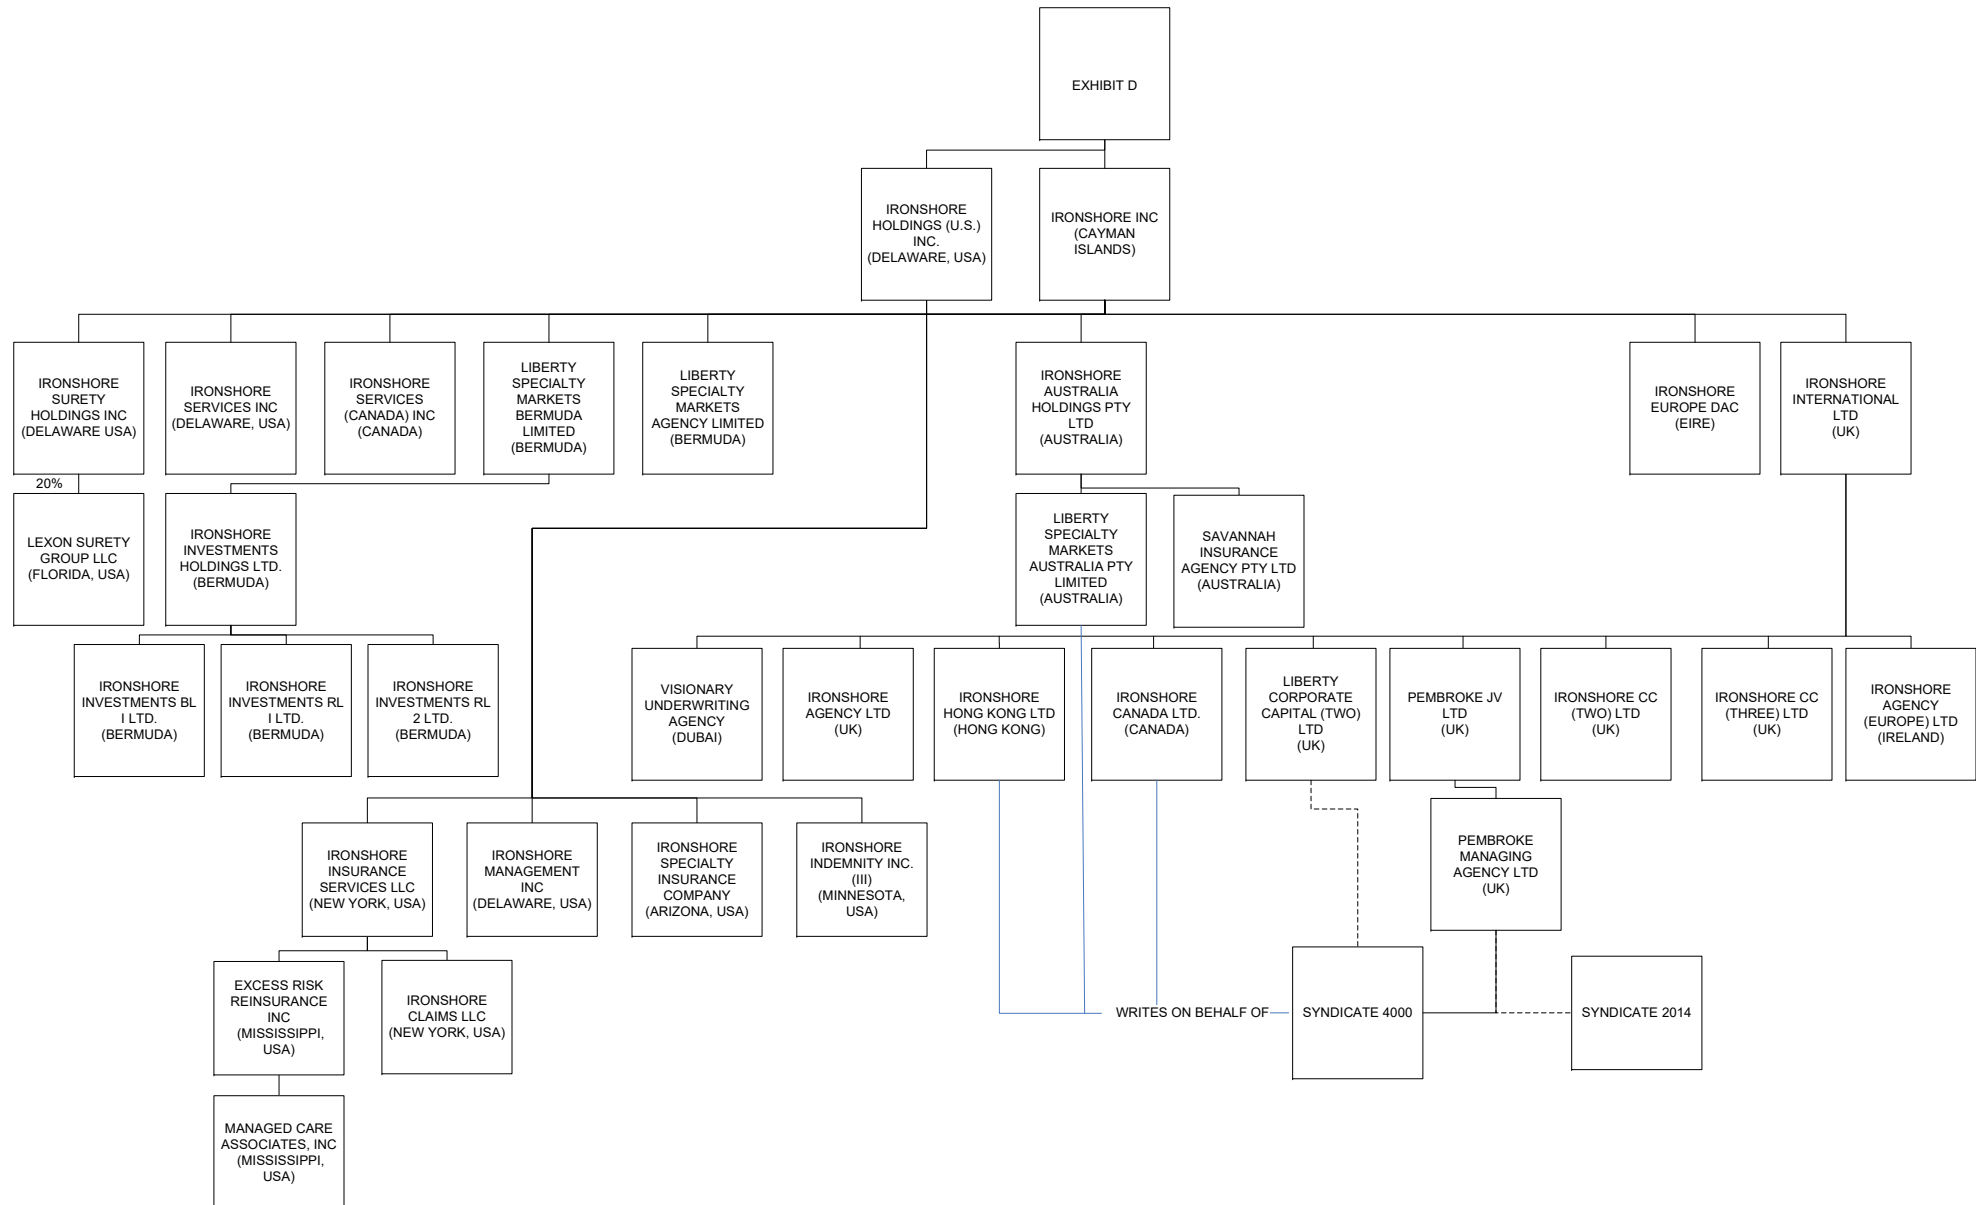 EXHIBIT D
IRONSHORE
HOLDINGS (U.S.)
INC.
(DELAWARE, USA)
IRONSHORE INC
(CAYMAN
ISLANDS)
IRONSHORE
SURETY
HOLDINGS INC
(DELAWARE USA)
IRONSHORE
SERVICES INC
(DELAWARE, USA)
IRONSHORE
SERVICES
(CANADA) INC
(CANADA)
LIBERTY
SPECIALTY
MARKETS
BERMUDA
LIMITED
(BERMUDA)
LIBERTY
SPECIALTY
MARKETS
AGENCY LIMITED
(BERMUDA)
IRONSHORE
AUSTRALIA
HOLDINGS PTY
LTD
(AUSTRALIA)
IRONSHORE
EUROPE DAC
(EIRE)
IRONSHORE
INTERNATIONAL
LTD
(UK)
20%
LEXON SURETY
GROUP LLC
(FLORIDA, USA)
IRONSHORE
INVESTMENTS
HOLDINGS LTD.
(BERMUDA)
LIBERTY
SPECIALTY
MARKETS
AUSTRALIA PTY
LIMITED
(AUSTRALIA)
SAVANNAH
INSURANCE
AGENCY PTY LTD
(AUSTRALIA)
IRONSHORE
INVESTMENTS BL
I LTD.
(BERMUDA)
IRONSHORE
INVESTMENTS RL
I LTD.
(BERMUDA)
IRONSHORE
INVESTMENTS RL
2 LTD.
(BERMUDA)
VISIONARY
UNDERWRITING
AGENCY
(DUBAI)
IRONSHORE
AGENCY LTD
(UK)
IRONSHORE
HONG KONG LTD
(HONG KONG)
IRONSHORE
CANADA LTD.
(CANADA)
LIBERTY
CORPORATE
CAPITAL (TWO)
LTD
(UK)
PEMBROKE JV
LTD
(UK)
IRONSHORE CC
(TWO) LTD
(UK)
IRONSHORE CC
(THREE) LTD
(UK)
IRONSHORE
AGENCY
(EUROPE) LTD
(IRELAND)
IRONSHORE
INSURANCE
SERVICES LLC
(NEW YORK, USA)
IRONSHORE
MANAGEMENT
INC
(DELAWARE, USA)
IRONSHORE
SPECIALTY
INSURANCE
COMPANY
(ARIZONA, USA)
IRONSHORE
INDEMNITY INC.
(III)
(MINNESOTA,
USA)
PEMBROKE
MANAGING
AGENCY LTD
(UK)
EXCESS RISK
REINSURANCE
INC
(MISSISSIPPI,
USA)
IRONSHORE
CLAIMS LLC
(NEW YORK, USA)
WRITES ON BEHALF OF
SYNDICATE 4000
SYNDICATE 2014
MANAGED CARE
ASSOCIATES, INC
(MISSISSIPPI,
USA)